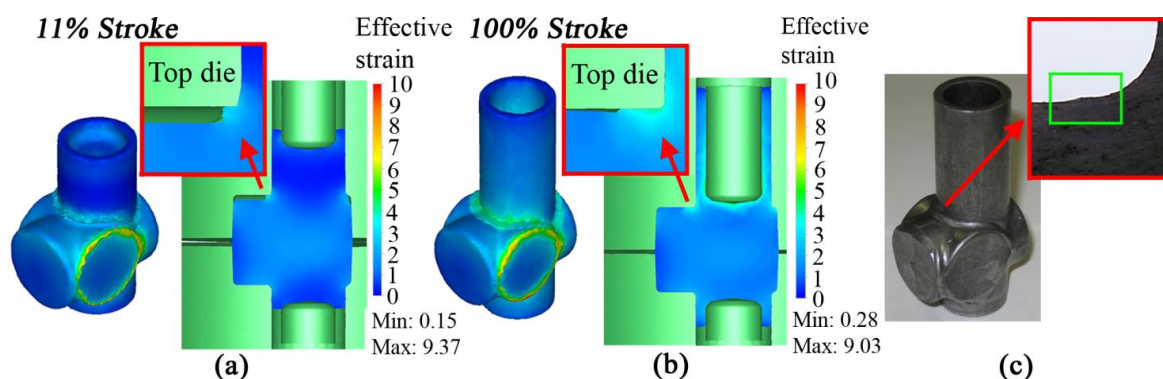 11% Stroke
Top die
Effective
strain
10
9
8
7
6
5
4
3
2
1
0
Min: 0.15
Max: 9.37
(a)
100% Stroke
Top die
Effective
strain
10
9
8
7
6
5
4
3
2
1
0
Min: 0.28
Max: 9.03
(b)
(c)